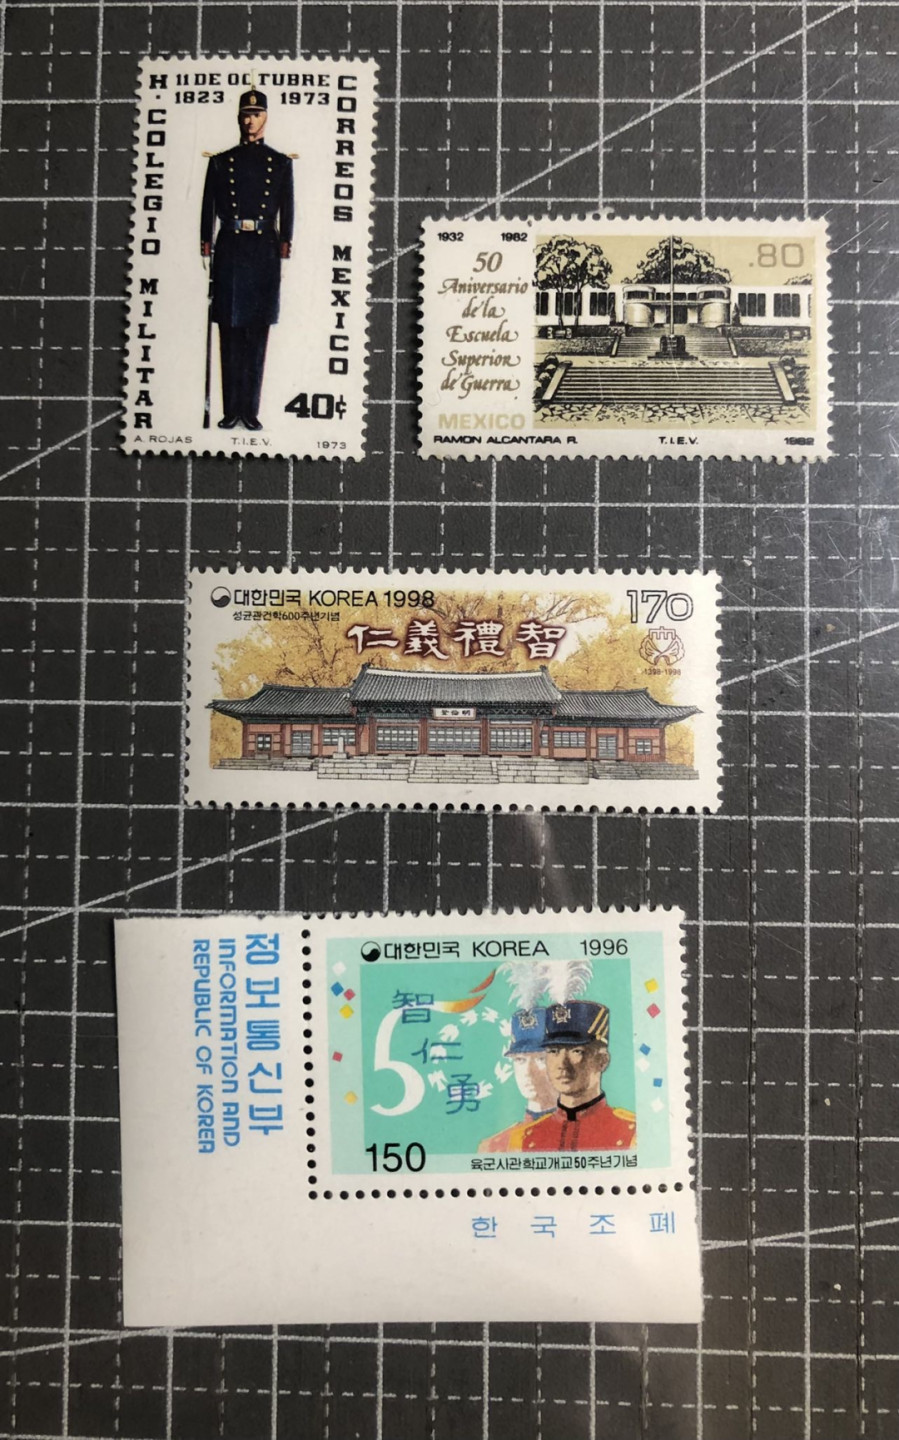 H. COLEGIO MILITAR
11 DE OCTUBRE
1823 1973
CORREOS MEXICO
40¢
A. ROJAS T.I.E.V. 1973
1932 1982
50
Aniversario
de la
Escuela
Superior
de Guerra
MEXICO
.80
RAMON ALCANTARA R. T.I.E.V. 1982
대한민국 KOREA 1998
성균관건학600주년기념
170
仁義禮智
1398-1998
明倫堂
정보통신부
INFORMATION AND
REPUBLIC OF KOREA
대한민국 KOREA 1996
50
智
仁
勇
150
육군사관학교개교50주년기념
한국조폐